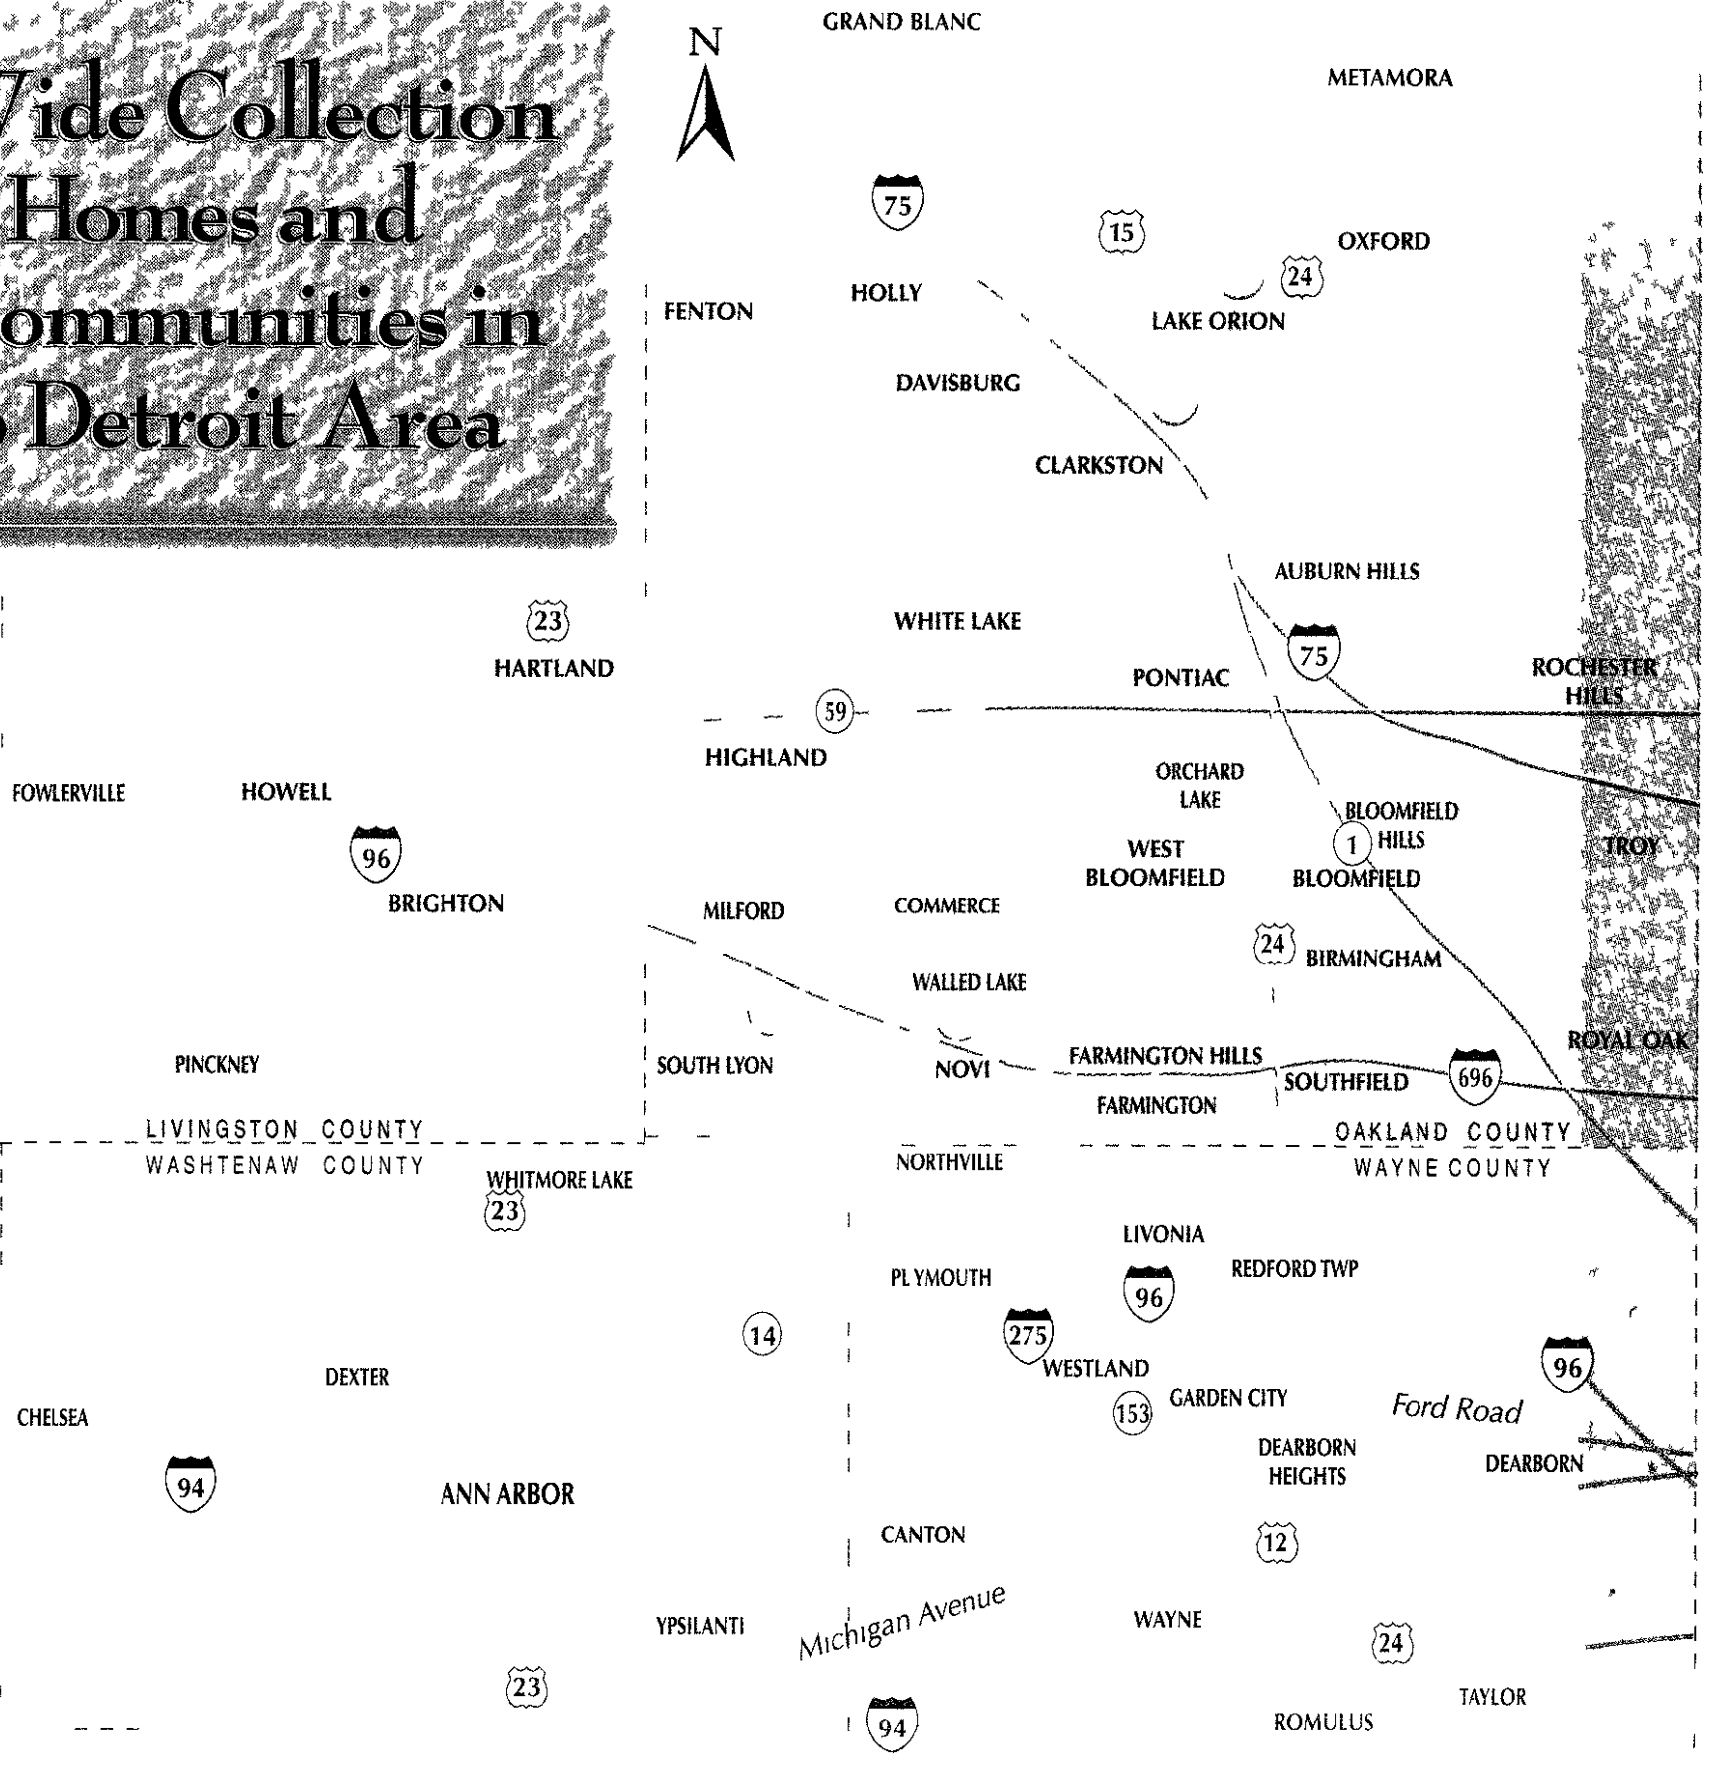 GRAND BLANC
N
METAMORA
ide Collection
Homes and
ommunities in
Detroit Area
75
15
OXFORD
24
HOLLY
FENTON
LAKE ORION
DAVISBURG
CLARKSTON
AUBURN HILLS
23
WHITE LAKE
75
HARTLAND
PONTIAC
ROCHESTER
HILLS
59
HIGHLAND
ORCHARD
LAKE
FOWLERVILLE
HOWELL
BLOOMFIELD
HILLS
1
96
WEST
BLOOMFIELD
TROY
BLOOMFIELD
BRIGHTON
MILFORD
COMMERCE
24
BIRMINGHAM
WALLED LAKE
ROYAL OAK
PINCKNEY
SOUTH LYON
NOVI
FARMINGTON HILLS
SOUTHFIELD
696
FARMINGTON
LIVINGSTON COUNTY
OAKLAND COUNTY
WASHTENAW COUNTY
WAYNE COUNTY
NORTHVILLE
WHITMORE LAKE
23
LIVONIA
REDFORD TWP
PLYMOUTH
96
14
275
WESTLAND
96
DEXTER
GARDEN CITY
153
Ford Road
CHELSEA
DEARBORN
HEIGHTS
DEARBORN
94
ANN ARBOR
CANTON
12
Michigan Avenue
YPSILANTI
WAYNE
24
23
TAYLOR
94
ROMULUS